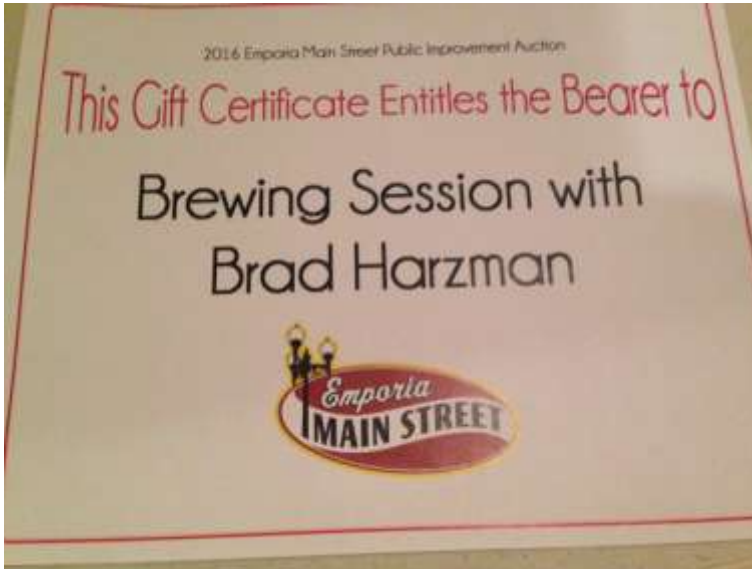 2016 Emporia Main Street Public Improvement Auction
This Gift Certificate Entitles the Bearer to
Brewing Session with
Brad Harzman
Emporia
MAIN STREET